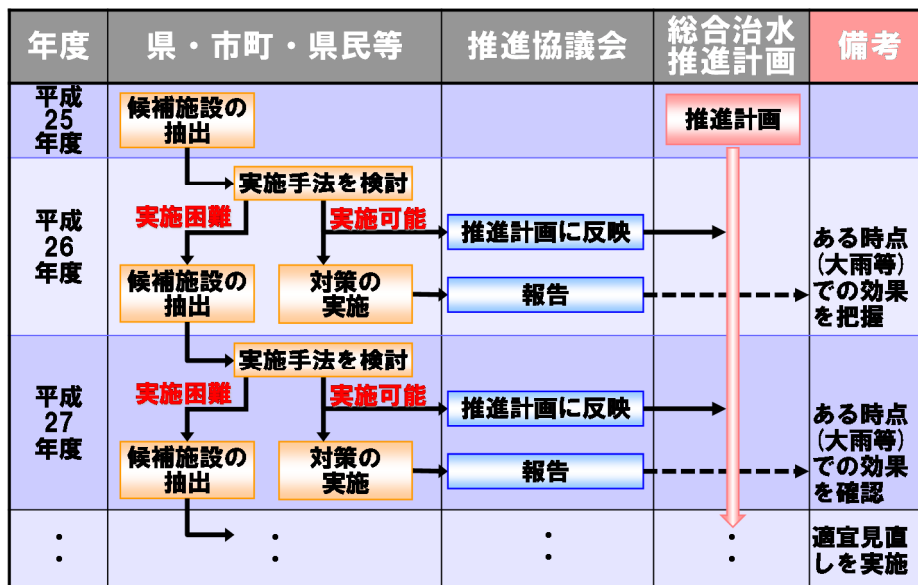 年度
県・市町・県民等
推進協議会
総合治水
推進計画
備考
平成
25
年度
候補施設の
抽出
推進計画
平成
26
年度
実施手法を検討
実施困難
実施可能
推進計画に反映
候補施設の
抽出
対策の
実施
報告
ある時点
(大雨等)
での効果
を把握
平成
27
年度
実施手法を検討
実施困難
実施可能
推進計画に反映
候補施設の
抽出
対策の
実施
報告
ある時点
(大雨等)
での効果
を確認
:
:
:
:
適宜見直
しを実施